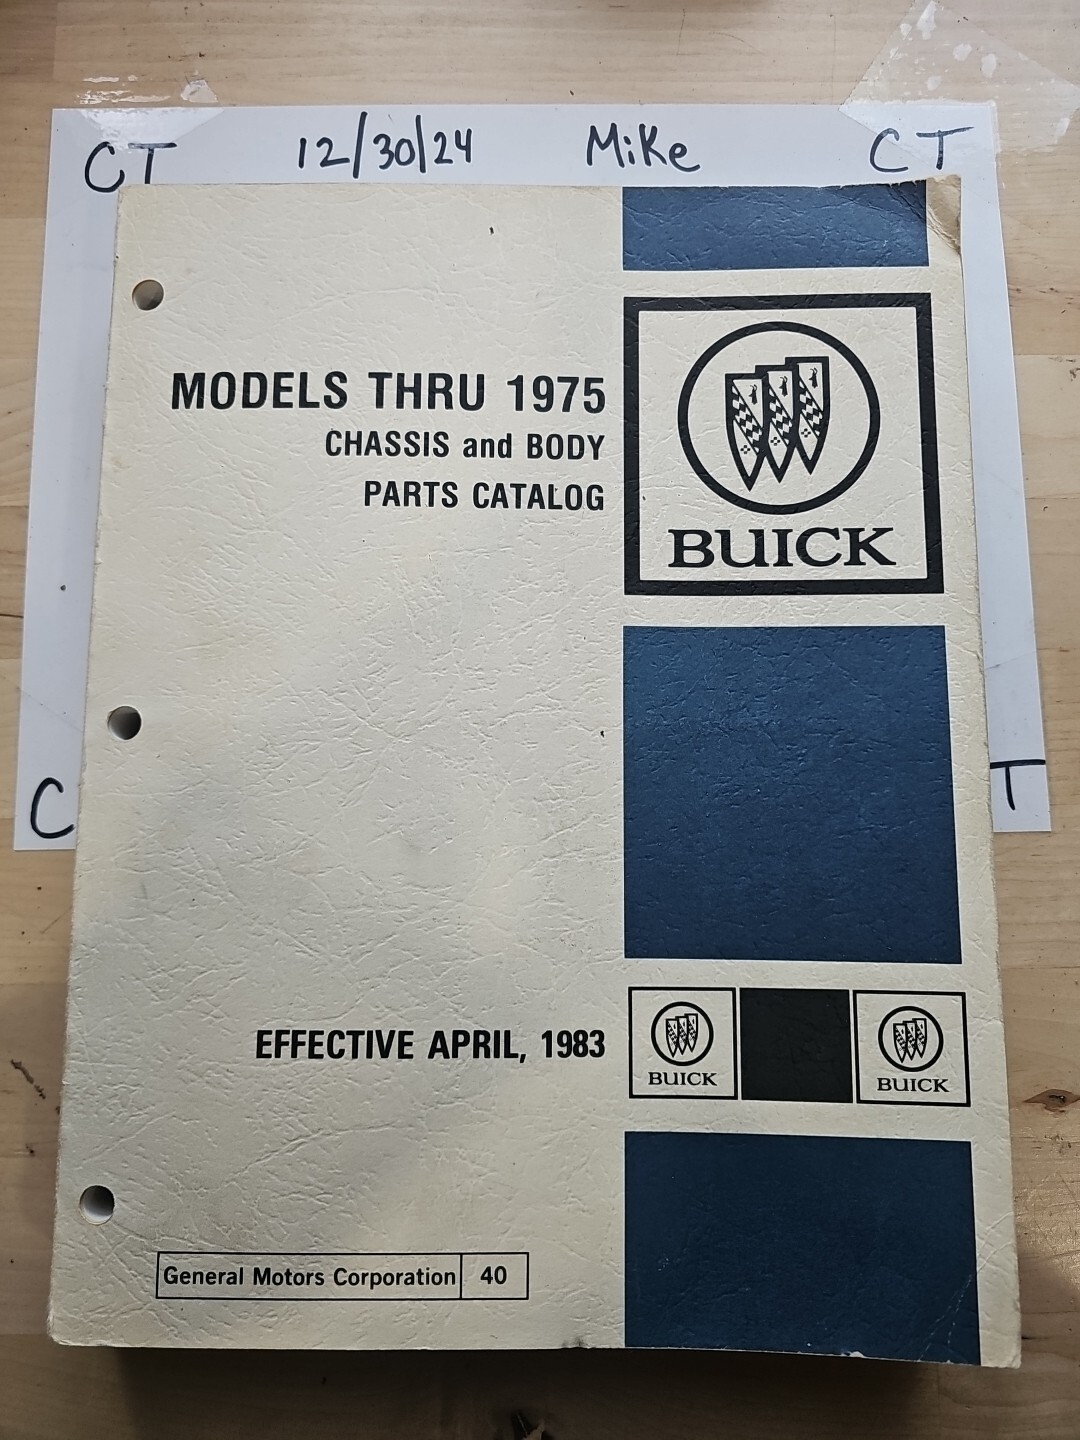 CT 12/30/24 Mike CT
MODELS THRU 1975
CHASSIS and BODY
PARTS CATALOG
BUICK
C T
EFFECTIVE APRIL, 1983
BUICK BUICK
General Motors Corporation 40